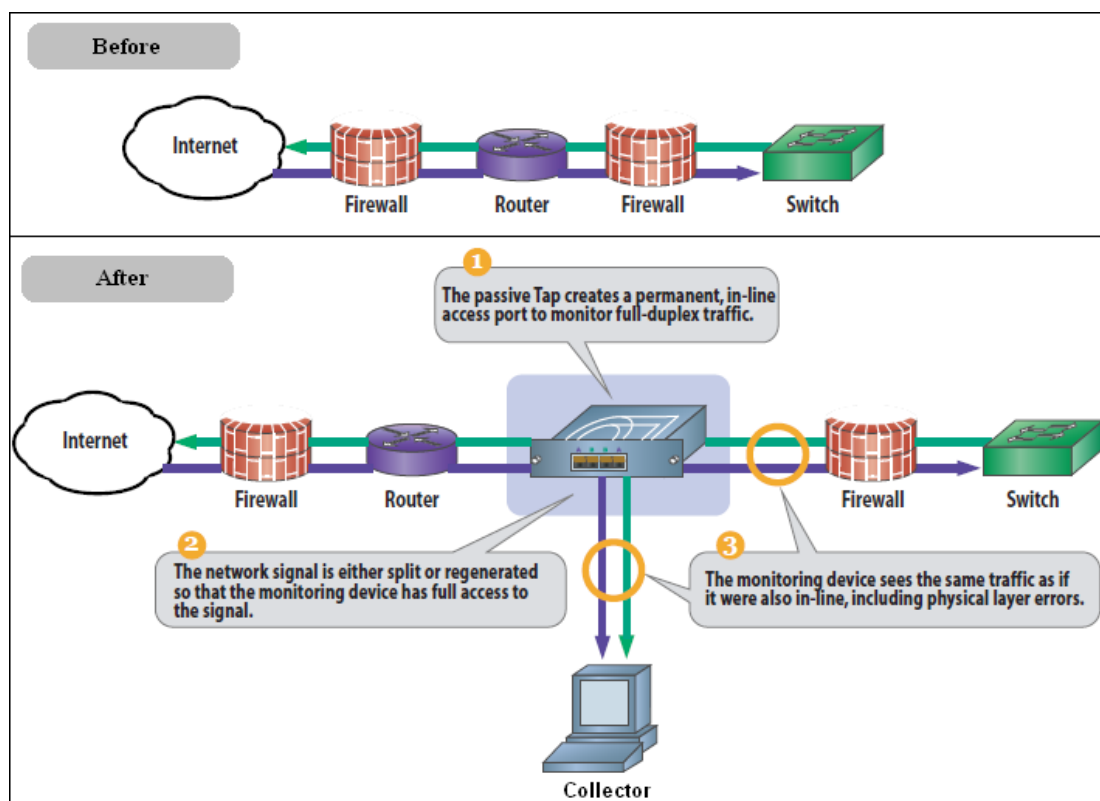 Before
Internet
Firewall
Router
Firewall
Switch
After
1
The passive Tap creates a permanent, in-line
access port to monitor full-duplex traffic.
Internet
Firewall
Router
Firewall
Switch
2
The network signal is either split or regenerated
so that the monitoring device has full access to
the signal.
3
The monitoring device sees the same traffic as if
it were also in-line, including physical layer errors.
Collector